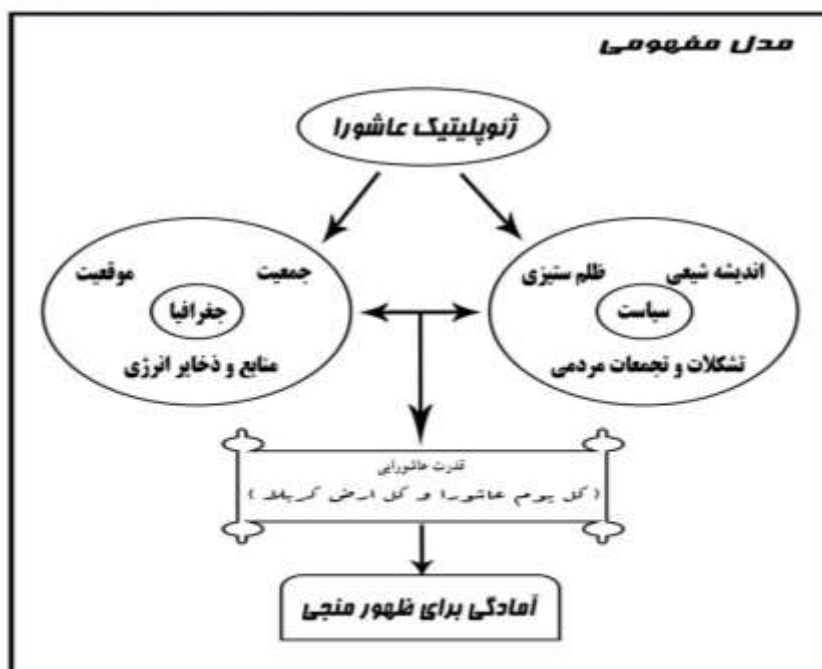 مدل مفهومی
ژئوپلیتیک عاشورا
اندیشه شیعی
ظلم ستیزی
سیاست
تشکلات و تجمعات مردمی
جمعیت
موقعیت
جغرافیا
منابع و ذخایر انرژی
قدرت عاشورایی
(کل یوم عاشورا و کل ارض کربلا)
آمادگی برای ظهور منجی